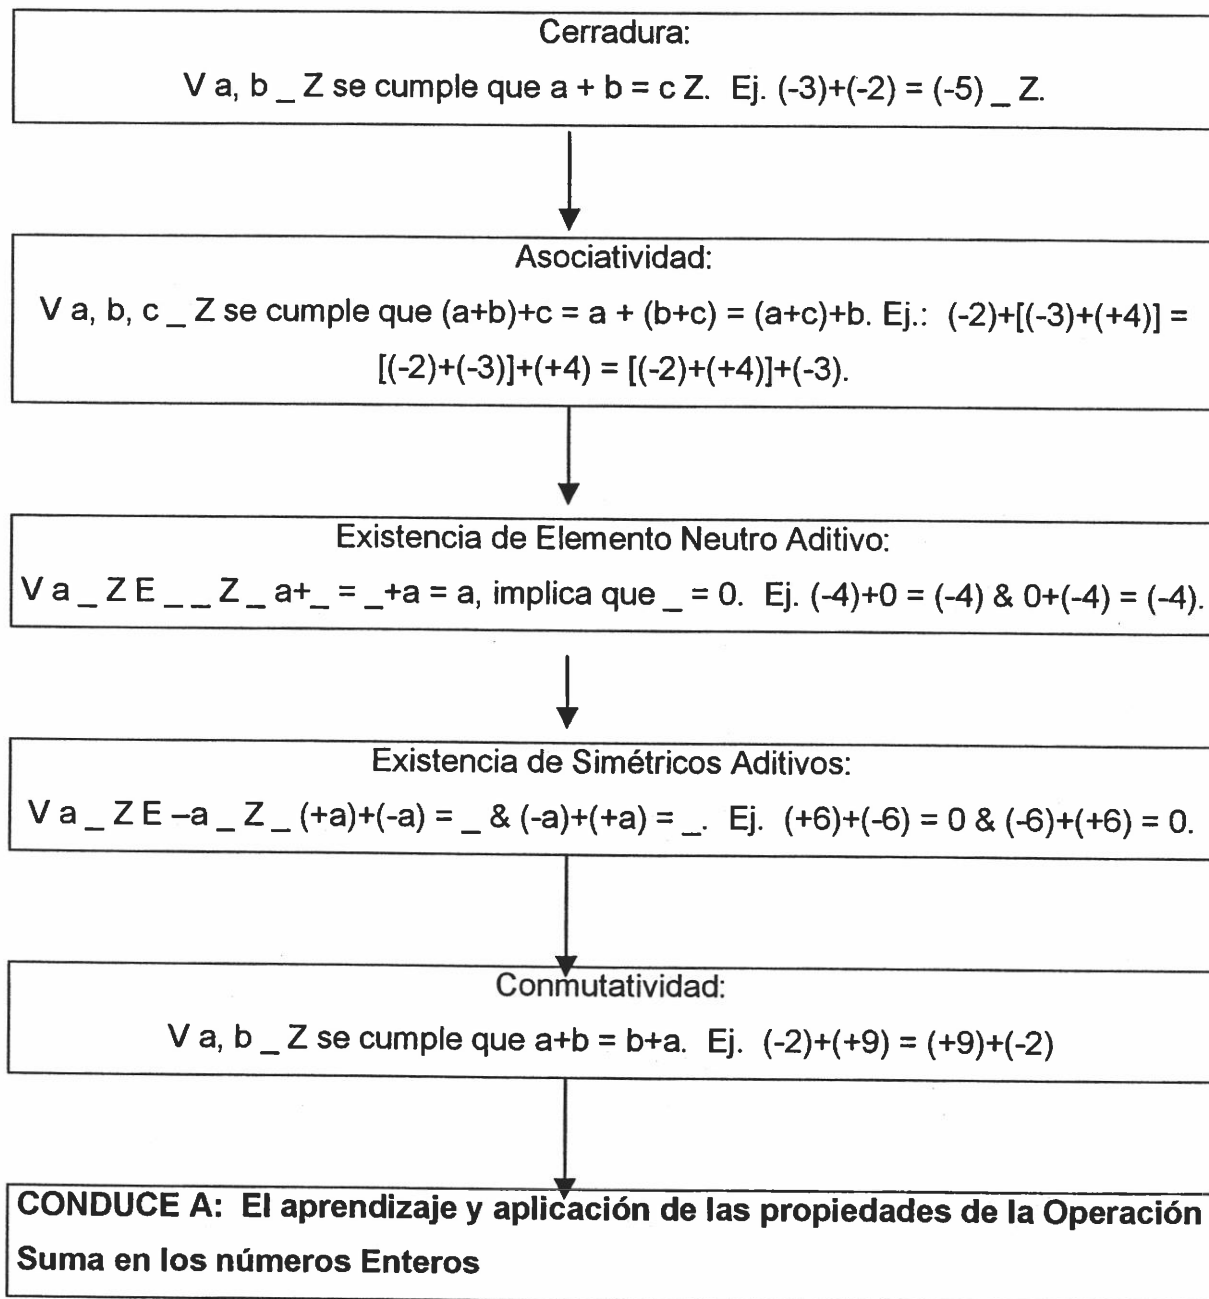 Cerradura:
V a, b _ Z se cumple que a + b = c Z. Ej. (-3)+(-2) = (-5) _ Z.
Asociatividad:
V a, b, c _ Z se cumple que (a+b)+c = a + (b+c) = (a+c)+b. Ej.: (-2)+[(-3)+(+4)] =
[(-2)+(-3)]+(+4) = [(-2)+(+4)]+(-3).
Existencia de Elemento Neutro Aditivo:
V a _ Z E _ _ Z _ a+_ = _+a = a, implica que _ = 0. Ej. (-4)+0 = (-4) & 0+(-4) = (-4).
Existencia de Simétricos Aditivos:
V a _ Z E –a _ Z _ (+a)+(-a) = _ & (-a)+(+a) = _. Ej. (+6)+(-6) = 0 & (-6)+(+6) = 0.
Conmutatividad:
V a, b _ Z se cumple que a+b = b+a. Ej. (-2)+(+9) = (+9)+(-2)
CONDUCE A: El aprendizaje y aplicación de las propiedades de la Operación
Suma en los números Enteros